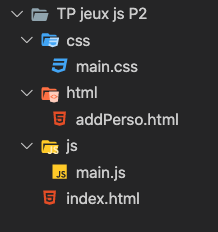 TP jeux js P2
css
main.css
html
addPerso.html
js
JS main.js
index.html